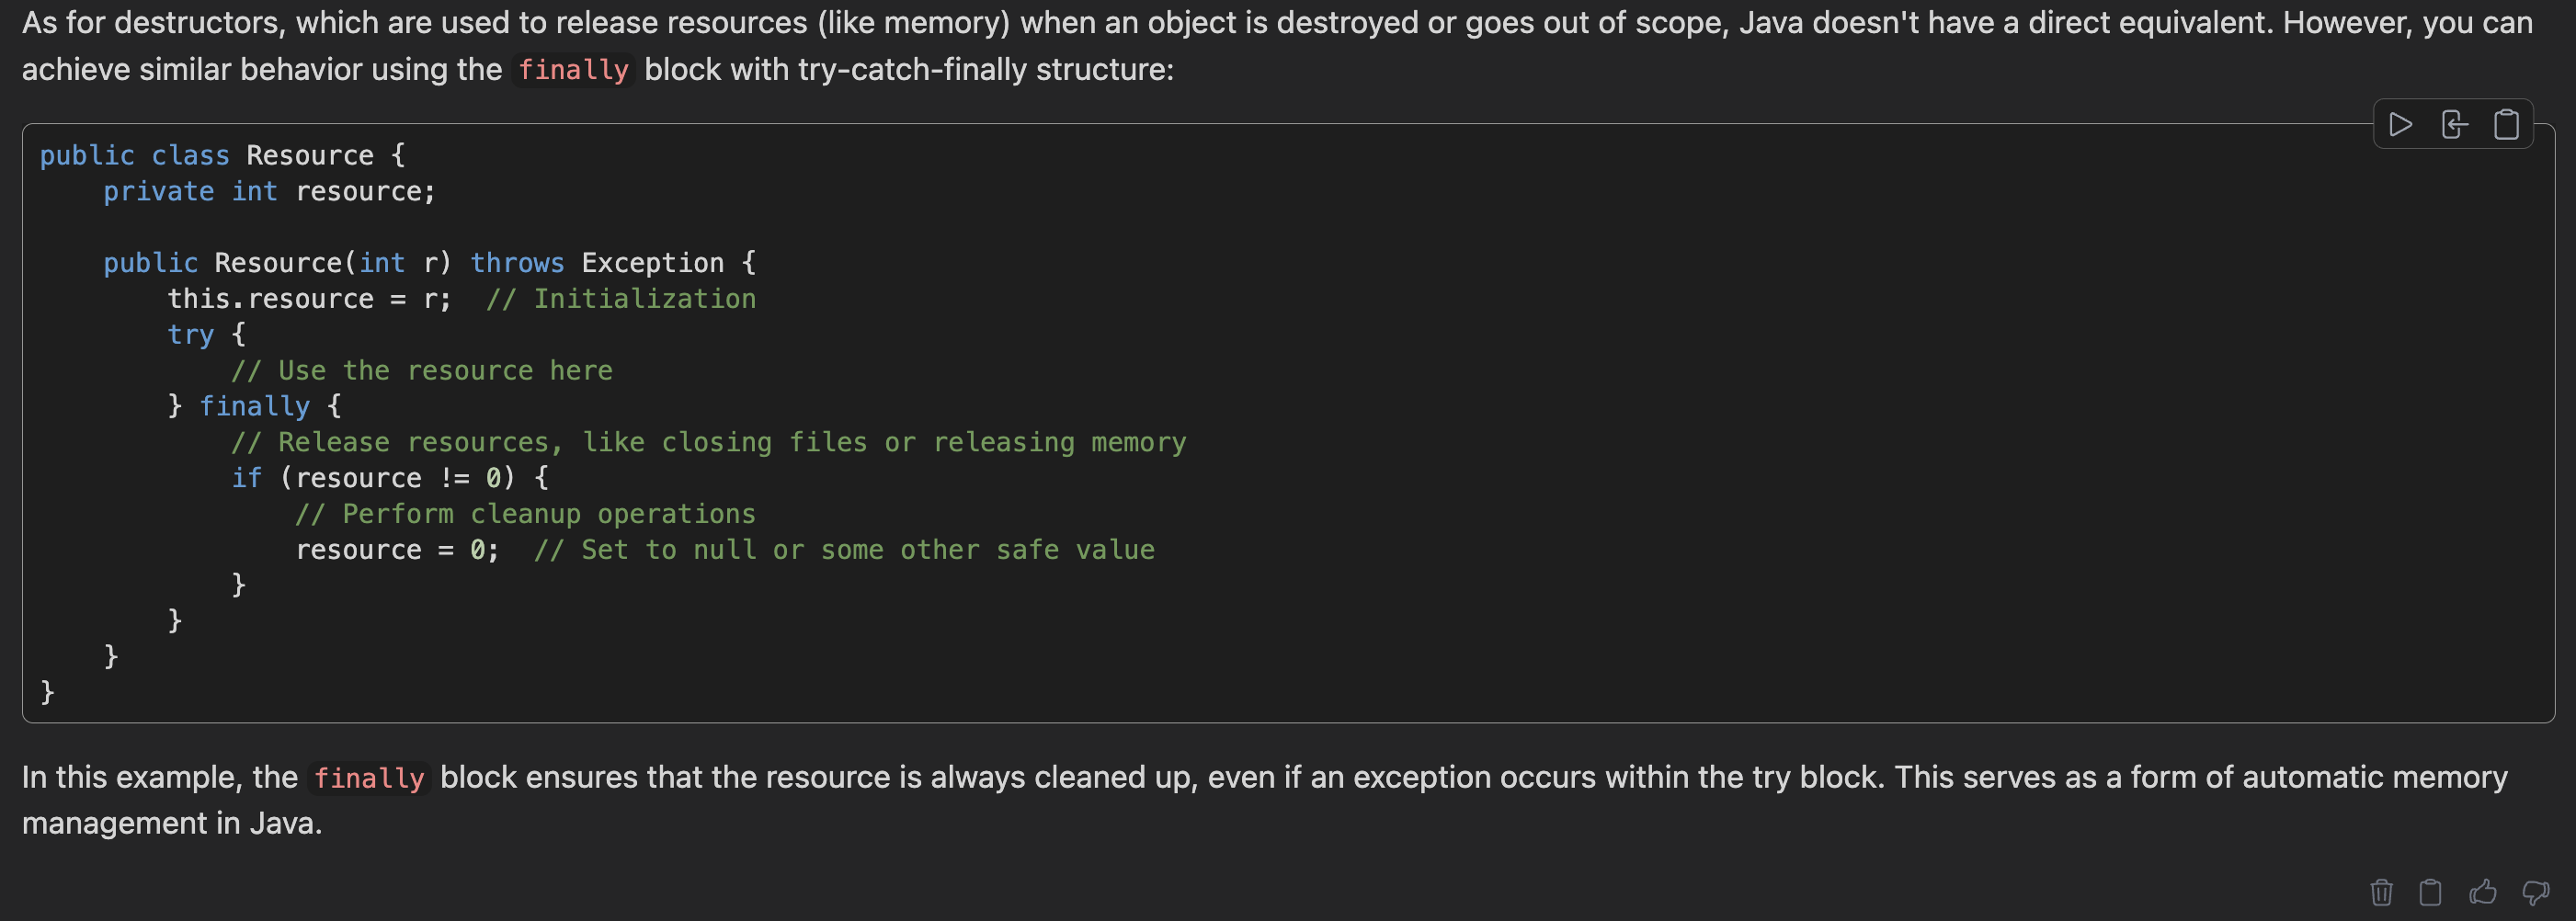 As for destructors, which are used to release resources (like memory) when an object is destroyed or goes out of scope, Java doesn't have a direct equivalent. However, you can
achieve similar behavior using the finally block with try-catch-finally structure:
public class Resource {
    private int resource;

    public Resource(int r) throws Exception {
        this.resource = r;  // Initialization
        try {
            // Use the resource here
        } finally {
            // Release resources, like closing files or releasing memory
            if (resource != 0) {
                // Perform cleanup operations
                resource = 0;  // Set to null or some other safe value
            }
        }
    }
}
In this example, the finally block ensures that the resource is always cleaned up, even if an exception occurs within the try block. This serves as a form of automatic memory
management in Java.